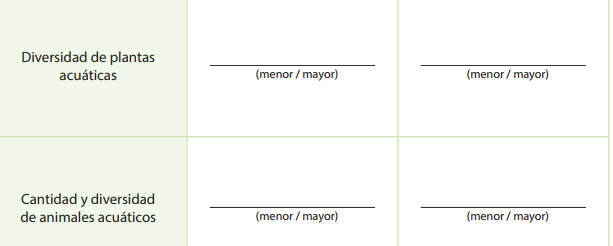 Diversidad de plantas
acuáticas
(menor / mayor)
(menor / mayor)
Cantidad y diversidad
de animales acuáticos
(menor / mayor)
(menor / mayor)